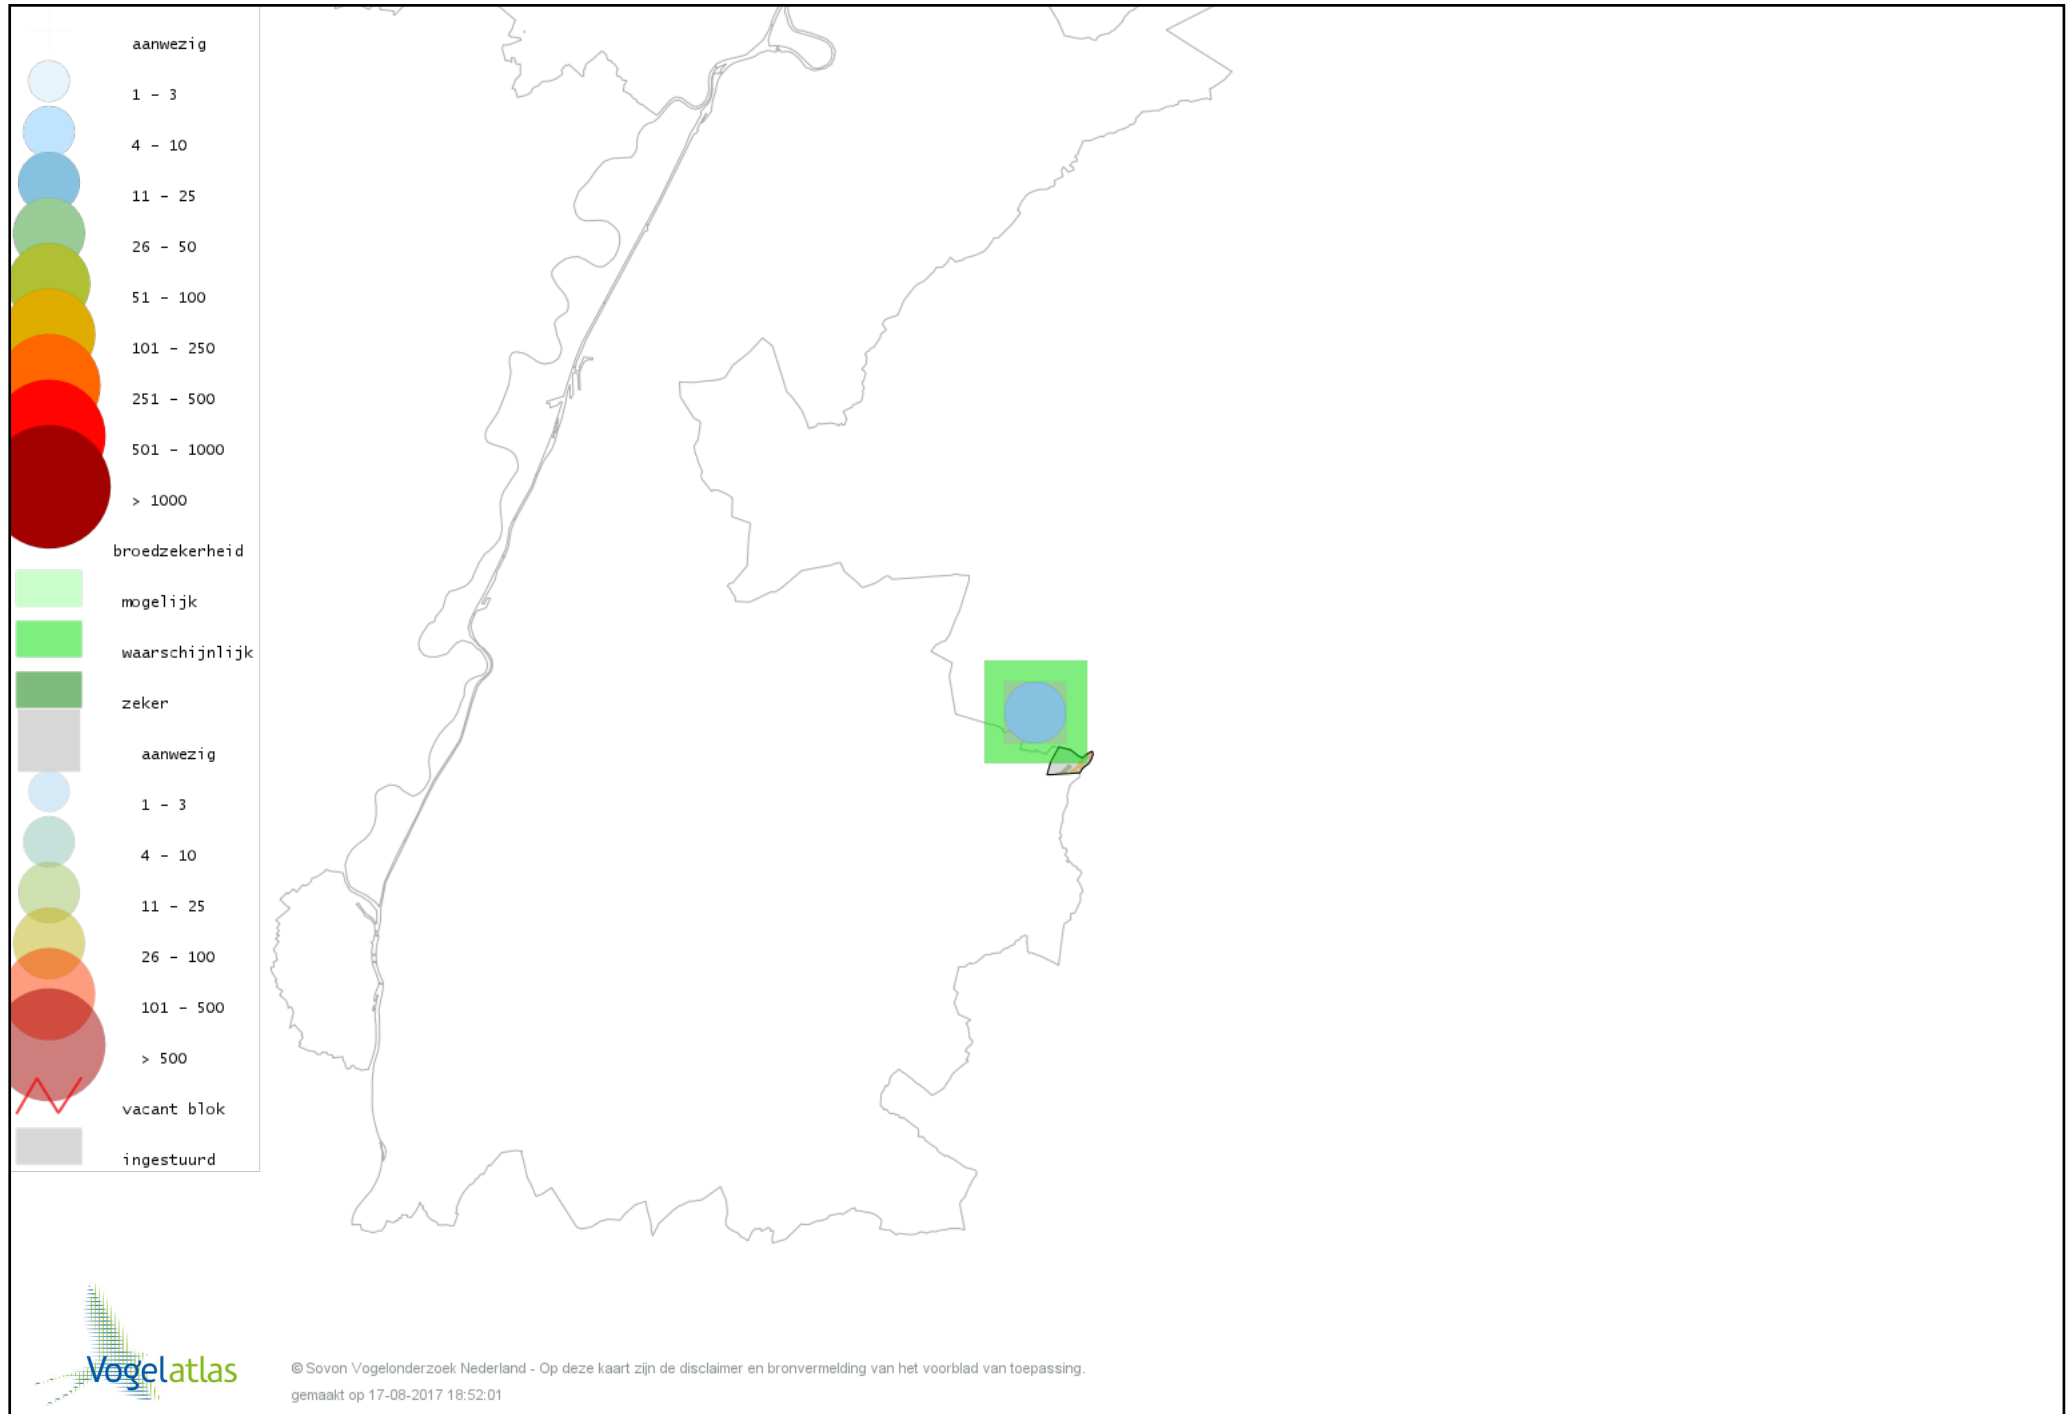 aanwezig
1 - 3
4 - 10
11 - 25
26 - 50
51 - 100
101 - 250
251 - 500
501 - 1000
> 1000
broedzekerheid
mogelijk
waarschijnlijk
zeker
aanwezig
1 - 3
4 - 10
11 - 25
26 - 100
101 - 500
> 500
vacant blok
ingestuurd
Vogelatlas
© Sovon Vogelonderzoek Nederland - Op deze kaart zijn de disclaimer en bronvermelding van het voorblad van toepassing.
gemaakt op 17-08-2017 18:52:01